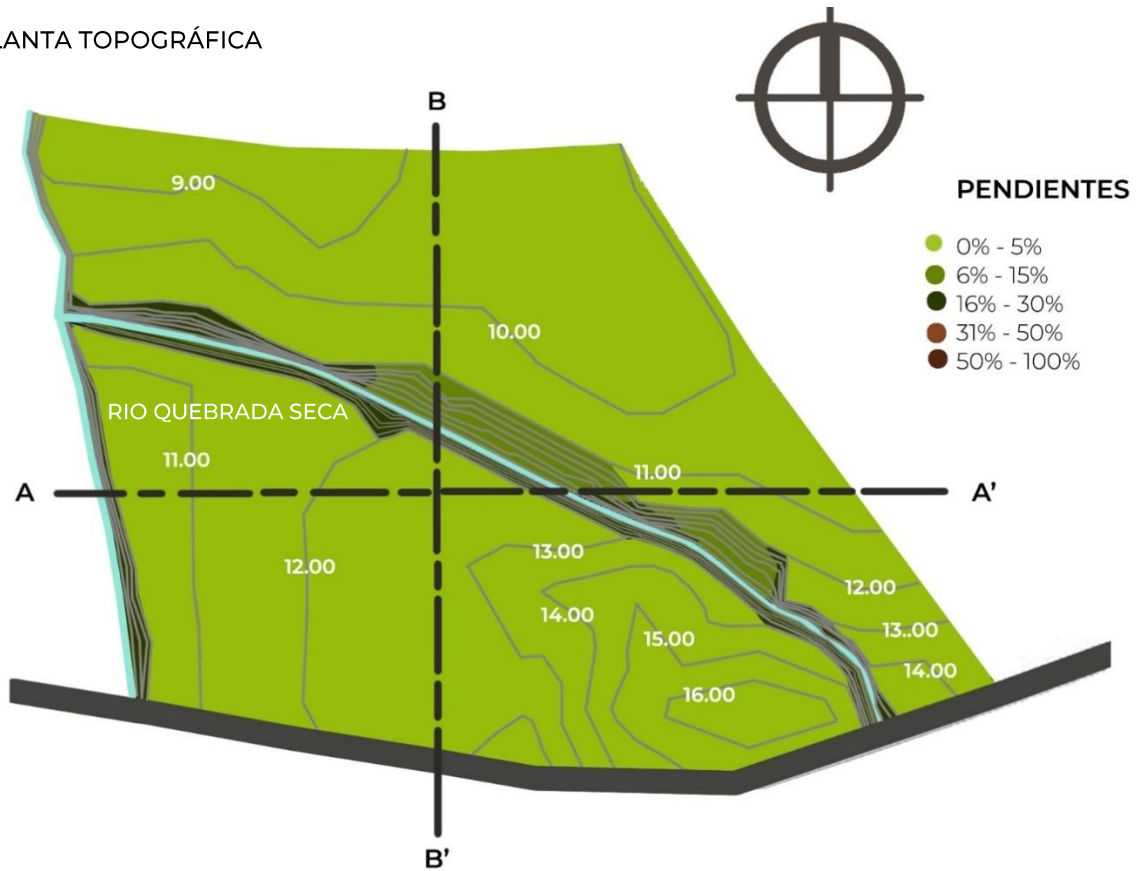 LANTA TOPOGRÁFICA
B
9.00
PENDIENTES
0% - 5%
6% - 15%
16% - 30%
31% - 50%
50% - 100%
10.00
RIO QUEBRADA SECA
11.00
11.00
A
A’
12.00
13.00
12.00
14.00
13..00
15.00
14.00
16.00
B’